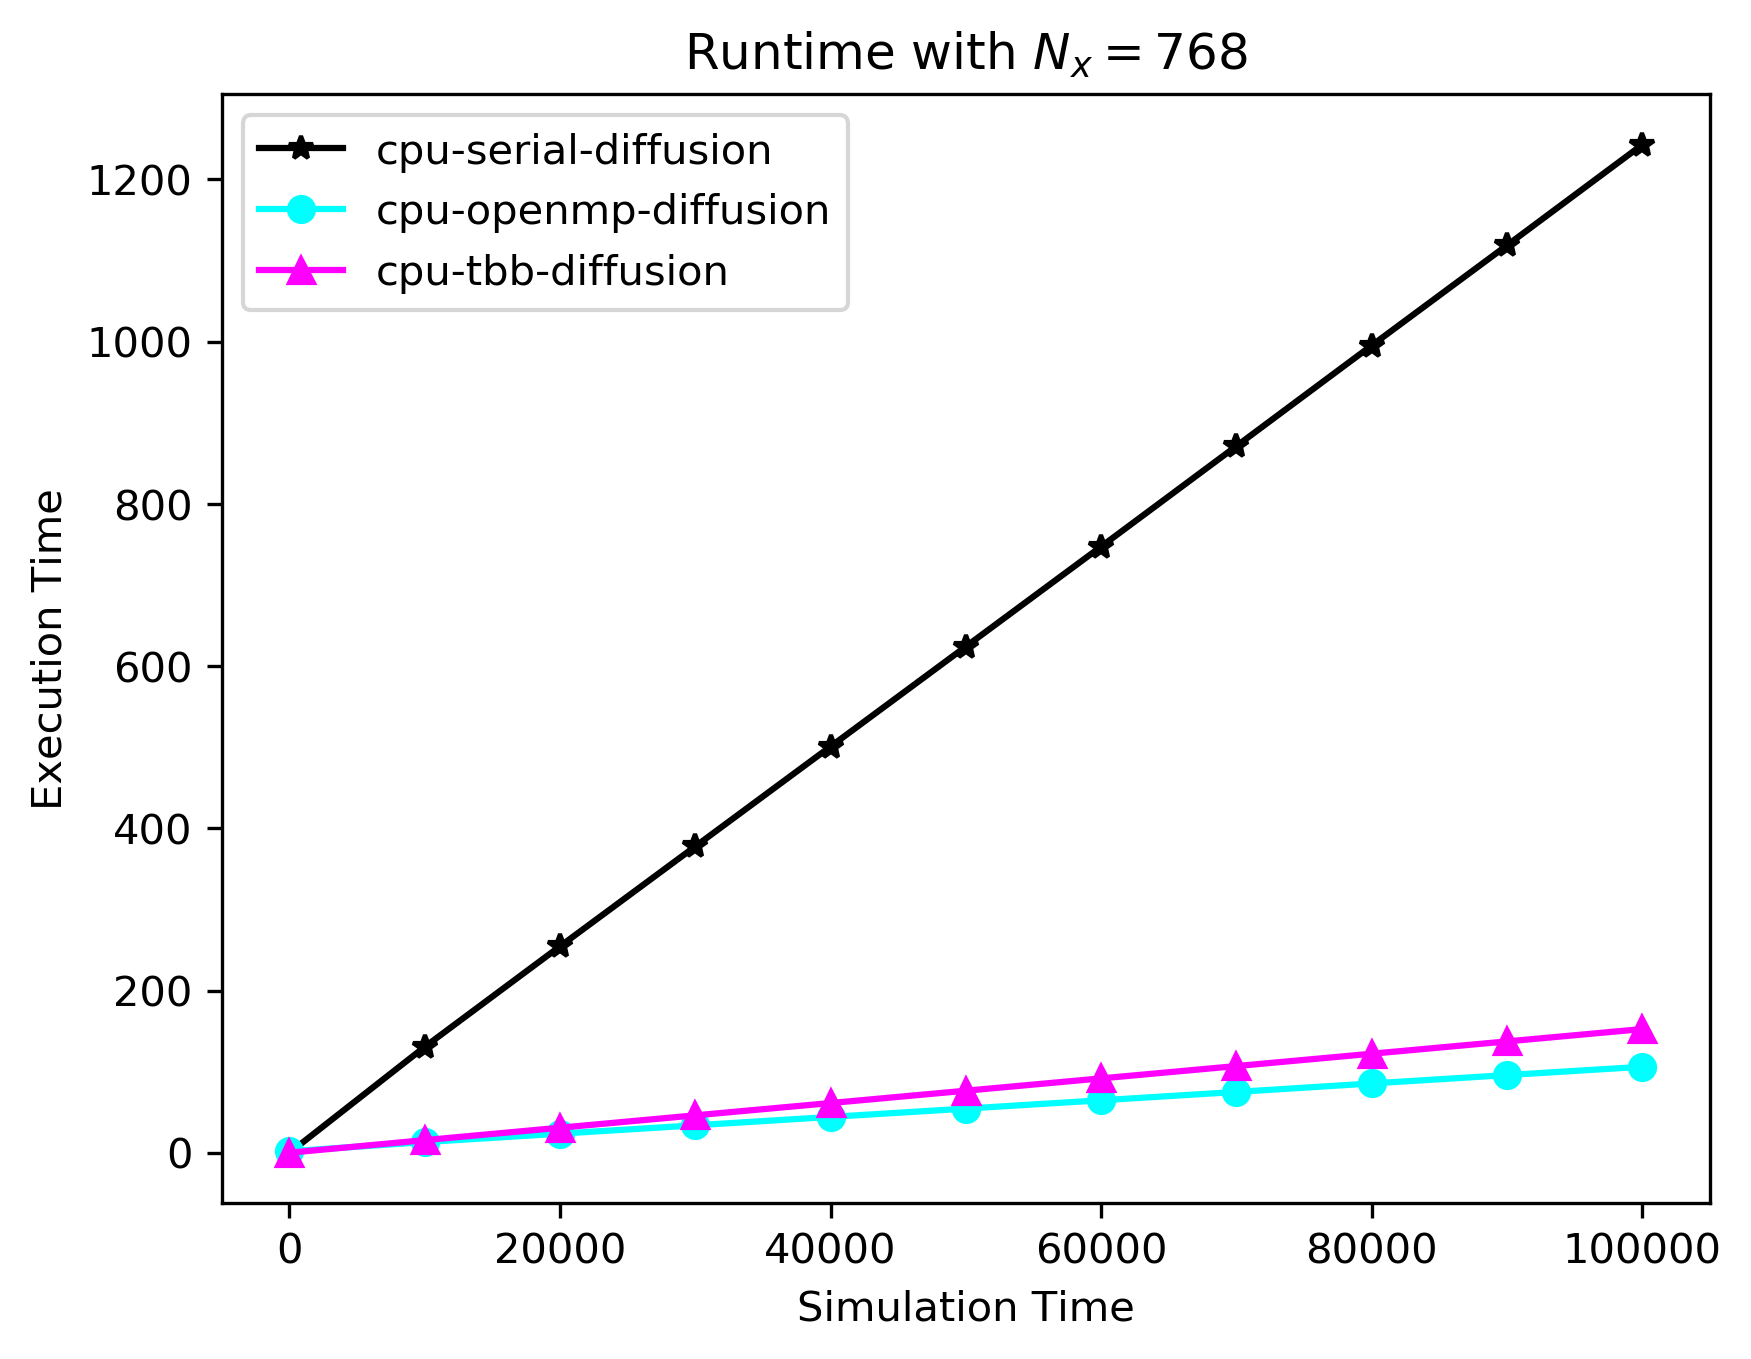 Runtime with Nₓ = 768
cpu-serial-diffusion
cpu-openmp-diffusion
cpu-tbb-diffusion
1200
1000
800
600
400
200
0
Execution Time
0 20000 40000 60000 80000 100000
Simulation Time